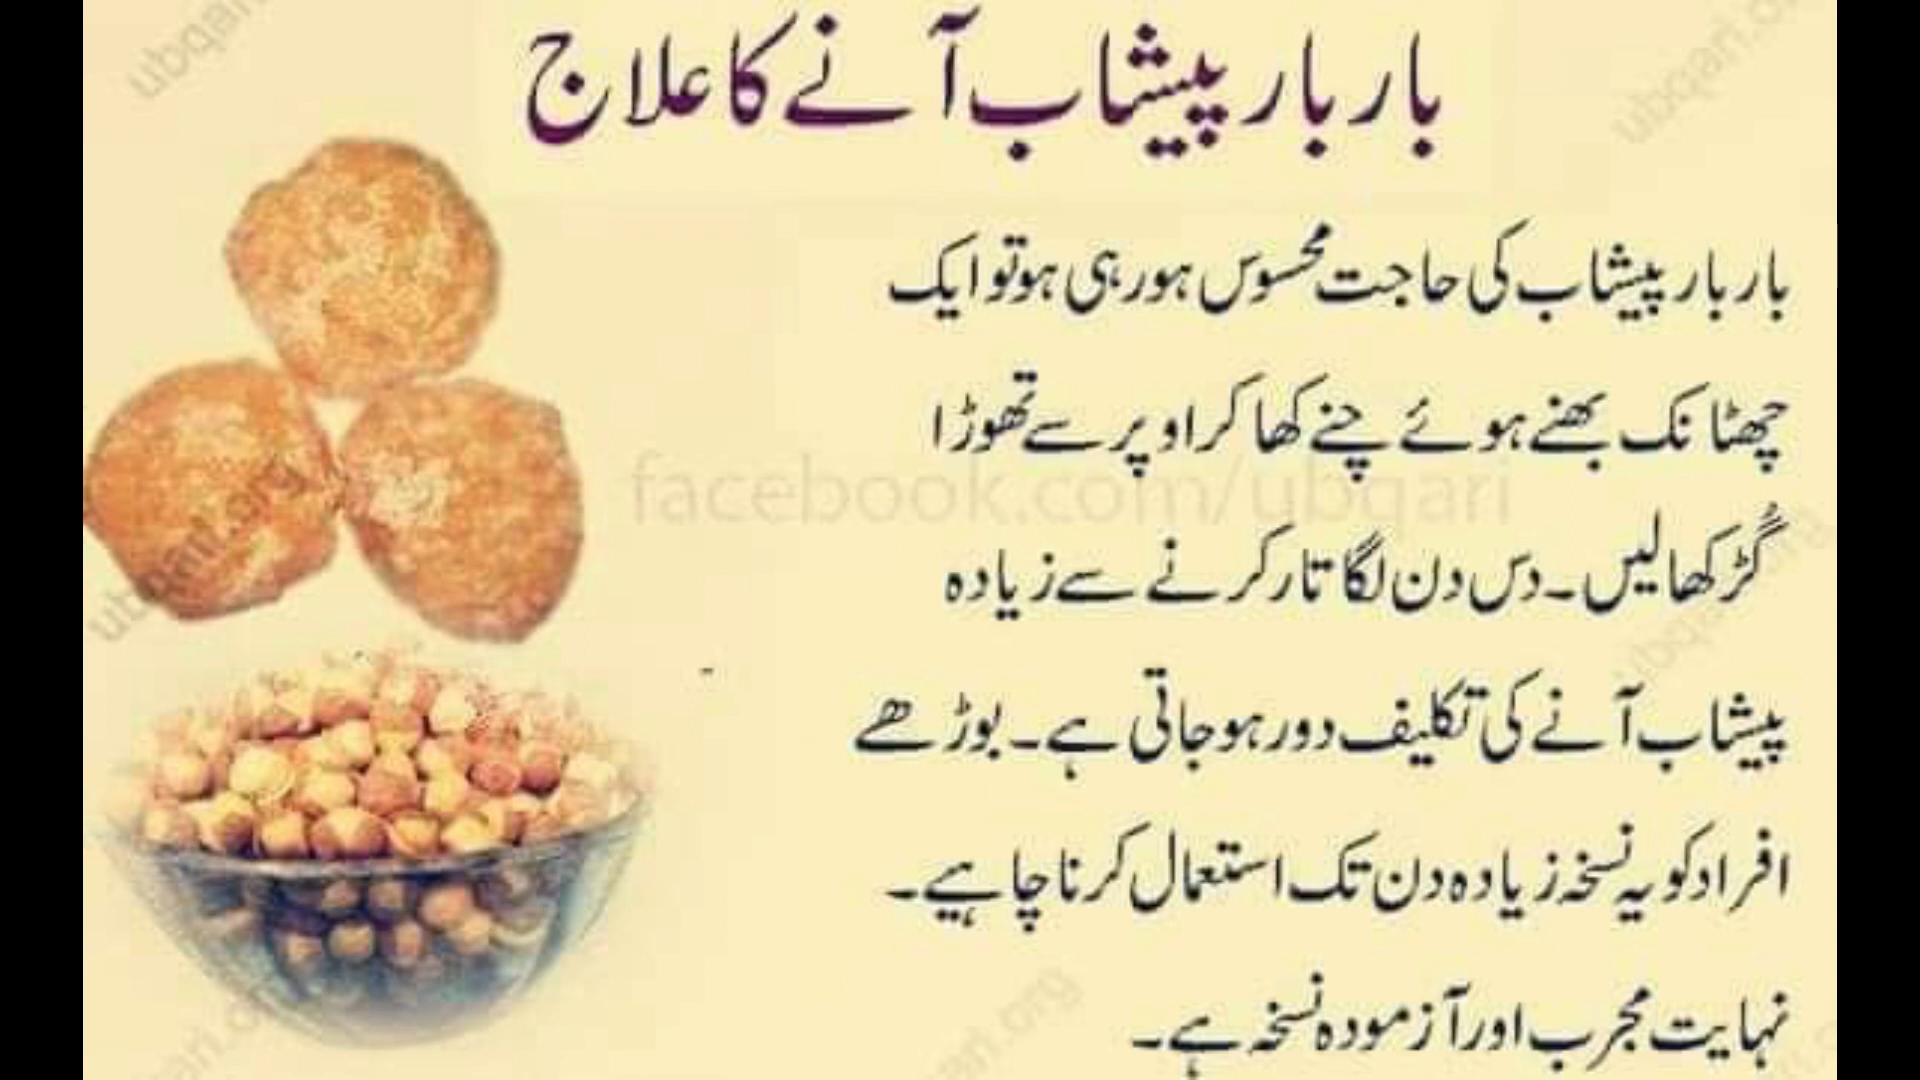 بار بار پیشاب آنے کا علاج
بار بار پیشاب کی حاجت محسوس ہو رہی ہو تو ایک
چھٹانک بھنے ہوئے چنے کھا کر اوپر سے تھوڑا
گُڑ کھالیں۔ دس دن لگاتار کرنے سے زیادہ
پیشاب آنے کی تکلیف دور ہو جاتی ہے۔ بوڑھے
افراد کو یہ نسخہ زیادہ دن تک استعمال کرنا چاہیے۔
نہایت مجرب اور آزمودہ نسخہ ہے۔
facebook.com/ubqari
ubqari.org